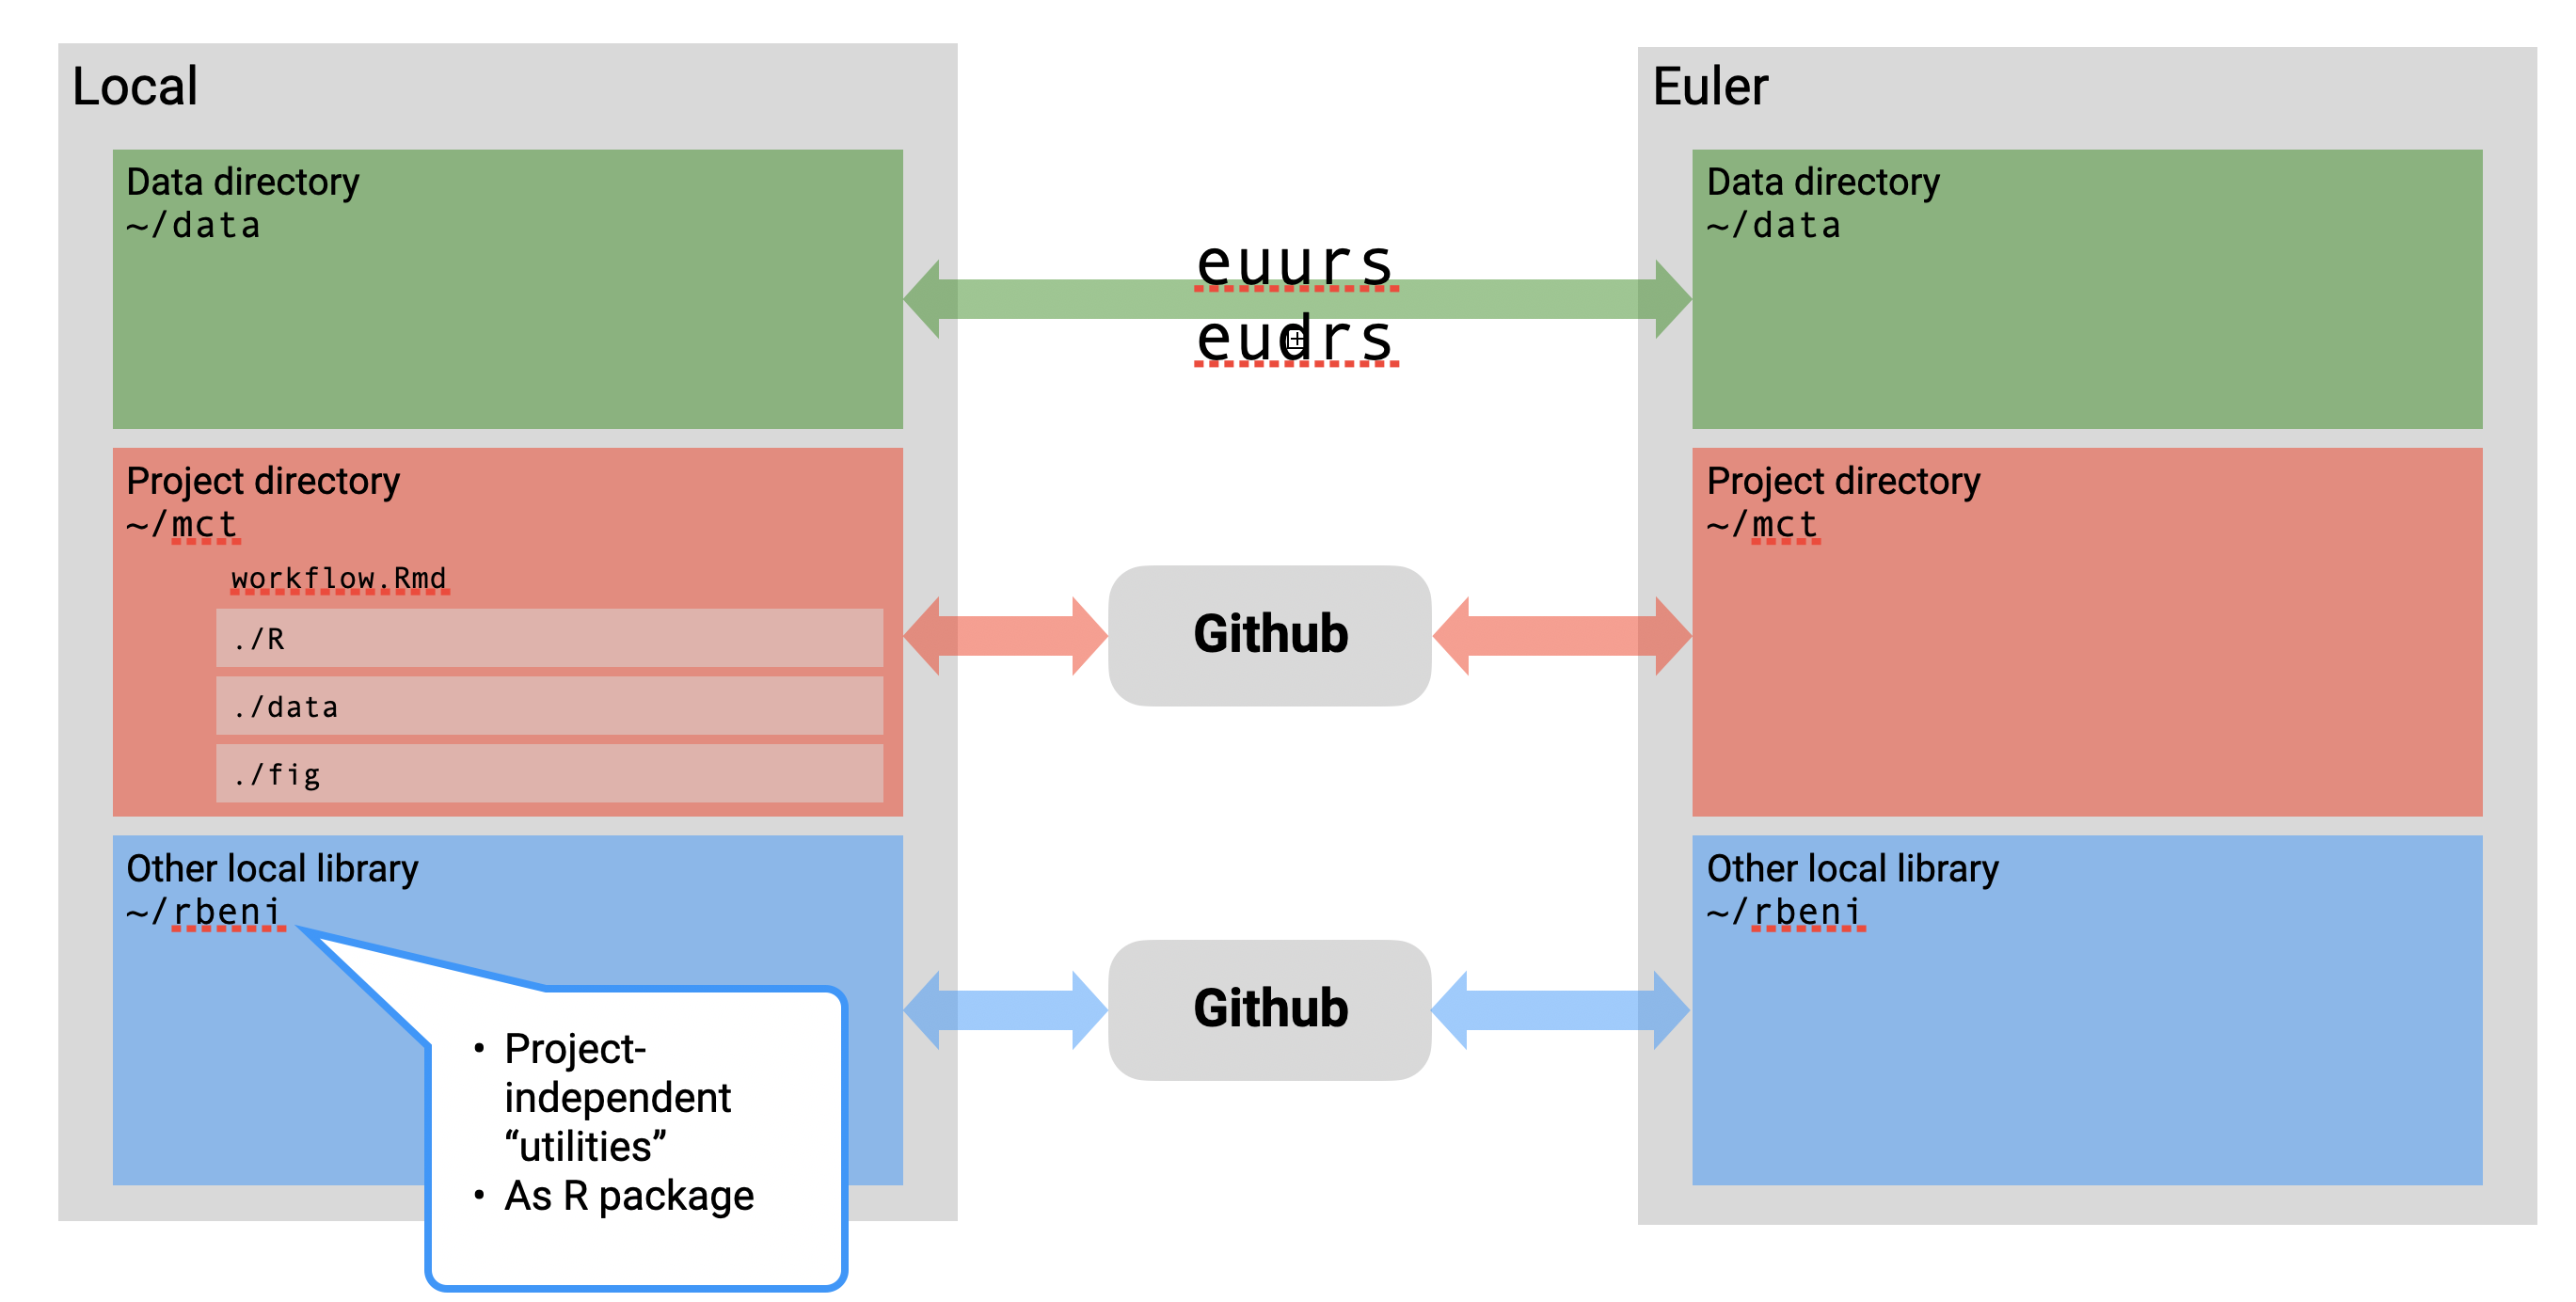 Local
Data directory
~/data
Project directory
~/mct
workflow.Rmd
./R
./data
./fig
Other local library
~/rbeni
• Project-
independent
“utilities”
• As R package
euurs
eudrs
Github
Github
Euler
Data directory
~/data
Project directory
~/mct
Other local library
~/rbeni